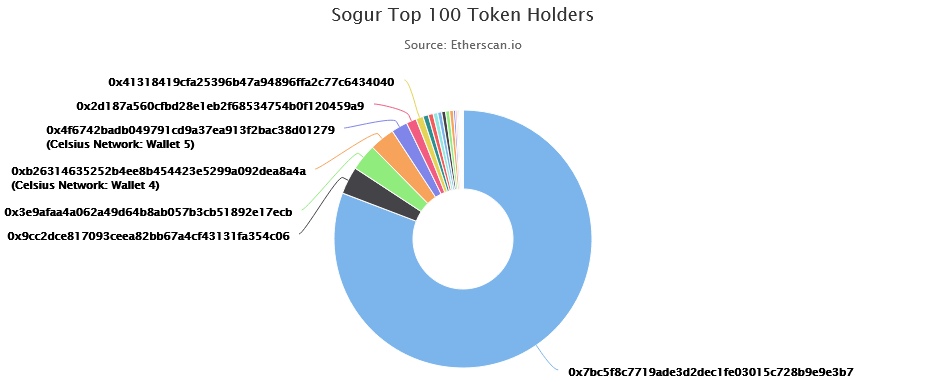 Sogur Top 100 Token Holders
Source: Etherscan.io
0x41318419cfa25396b47a94896ffa2c77c6434040
0x2d187a560cfbd28e1eb2f68534754b0f120459a9
0x4f6742badb049791cd9a37ea913f2bac38d01279
(Celsius Network: Wallet 5)
0xb26314635252b4ee8b454423e5299a092dea8a4a
(Celsius Network: Wallet 4)
0x3e9afaa4a062a49d64b8ab057b3cb51892e17ecb
0x9cc2dce817093ceea82bb67a4cf43131fa354c06
0x7bc5f8c7719ade3d2dec1fe03015c728b9e9e3b7